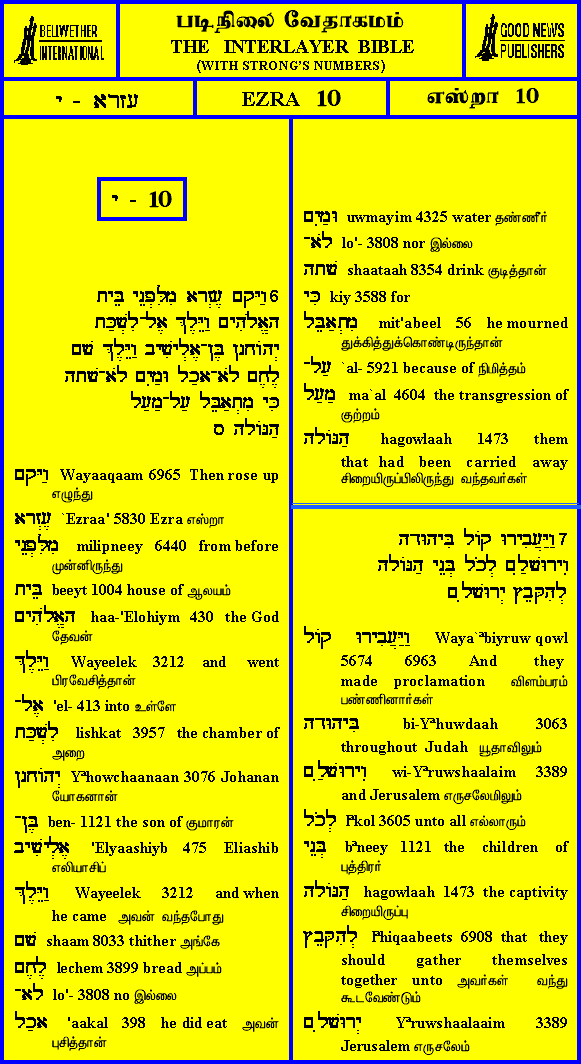 BELLWETHER
INTERNATIONAL
படிநிலை வேதாகமம்
THE INTERLAYER BIBLE
(WITH STRONG'S NUMBERS)
GOOD NEWS
PUBLISHERS
עזרא - י
EZRA 10
எஸ்றா 10
י - 10
6 וַיָּקָם עֶזְרָא מִלִּפְנֵי בֵּית
הָאֱלֹהִים וַיֵּלֶךְ אֶל־לִשְׁכַּת
יְהוֹחָנָן בֶּן־אֶלְיָשִׁיב וַיֵּלֶךְ שָׁם
לֶחֶם לֹא־אָכַל וּמַיִם לֹא־שָׁתָה
כִּי מִתְאַבֵּל עַל־מַעַל
הַגּוֹלָה ס
וַיָּקָם Wayaaqaam 6965 Then rose up
எழுந்து
עֶזְרָא `Ezraa' 5830 Ezra எஸ்றா
מִלִּפְנֵי milipneey 6440 from before
முன்னிருந்து
בֵּית beeyt 1004 house of ஆலயம்
הָאֱלֹהִים haa-'Elohiym 430 the God
தேவன்
וַיֵּלֶךְ Wayeelek 3212 and went
பிரவேசித்தான்
אֶל־ 'el- 413 into உள்ளே
לִשְׁכַּת lishkat 3957 the chamber of
அறை
יְהוֹחָנָן Yªhowchaanaan 3076 Johanan
யோகனான்
בֶּן־ ben- 1121 the son of குமாரன்
אֶלְיָשִׁיב 'Elyaashiyb 475 Eliashib
எலியாசிப்
וַיֵּלֶךְ Wayeelek 3212 and when
he came அவன் வந்தபோது
שָׁם shaam 8033 thither அங்கே
לֶחֶם lechem 3899 bread அப்பம்
לֹא־ lo'- 3808 no இல்லை
אָכַל 'aakal 398 he did eat அவன்
புசித்தான்
וּמַיִם uwmayim 4325 water தண்ணீர்
לֹא־ lo'- 3808 nor இல்லை
שָׁתָה shaataah 8354 drink குடித்தான்
כִּי kiy 3588 for
מִתְאַבֵּל mit'abeel 56 he mourned
துக்கித்துக்கொண்டிருந்தான்
עַל־ `al- 5921 because of நிமித்தம்
מַעַל ma`al 4604 the transgression of
குற்றம்
הַגּוֹלָה hagowlaah 1473 them
that had been carried away
சிறையிருப்பிலிருந்து வந்தவர்கள்
7 וַיַּעֲבִירוּ קוֹל בִּיהוּדָה
וִירוּשָׁלִַם לְכֹל בְּנֵי הַגּוֹלָה
לְהִקָּבֵץ יְרוּשָׁלִָם
וַיַּעֲבִירוּ קוֹל Waya`ªbiyruw qowl
5674 6963 And they
made proclamation விளம்பரம்
பண்ணினார்கள்
בִּיהוּדָה bi-Yªhuwdaah 3063
throughout Judah யூதாவிலும்
וִירוּשָׁלִַם wi-Yªruwshaalaim 3389
and Jerusalem எருசலேமிலும்
לְכֹל lªkol 3605 unto all எல்லாரும்
בְּנֵי bªneey 1121 the children of
புத்திரர்
הַגּוֹלָה hagowlaah 1473 the captivity
சிறையிருப்பு
לְהִקָּבֵץ lªhiqaabeets 6908 that they
should gather themselves
together unto அவர்கள் வந்து
கூடவேண்டும்
יְרוּשָׁלִָם Yªruwshaalaaim 3389
Jerusalem எருசலேம்